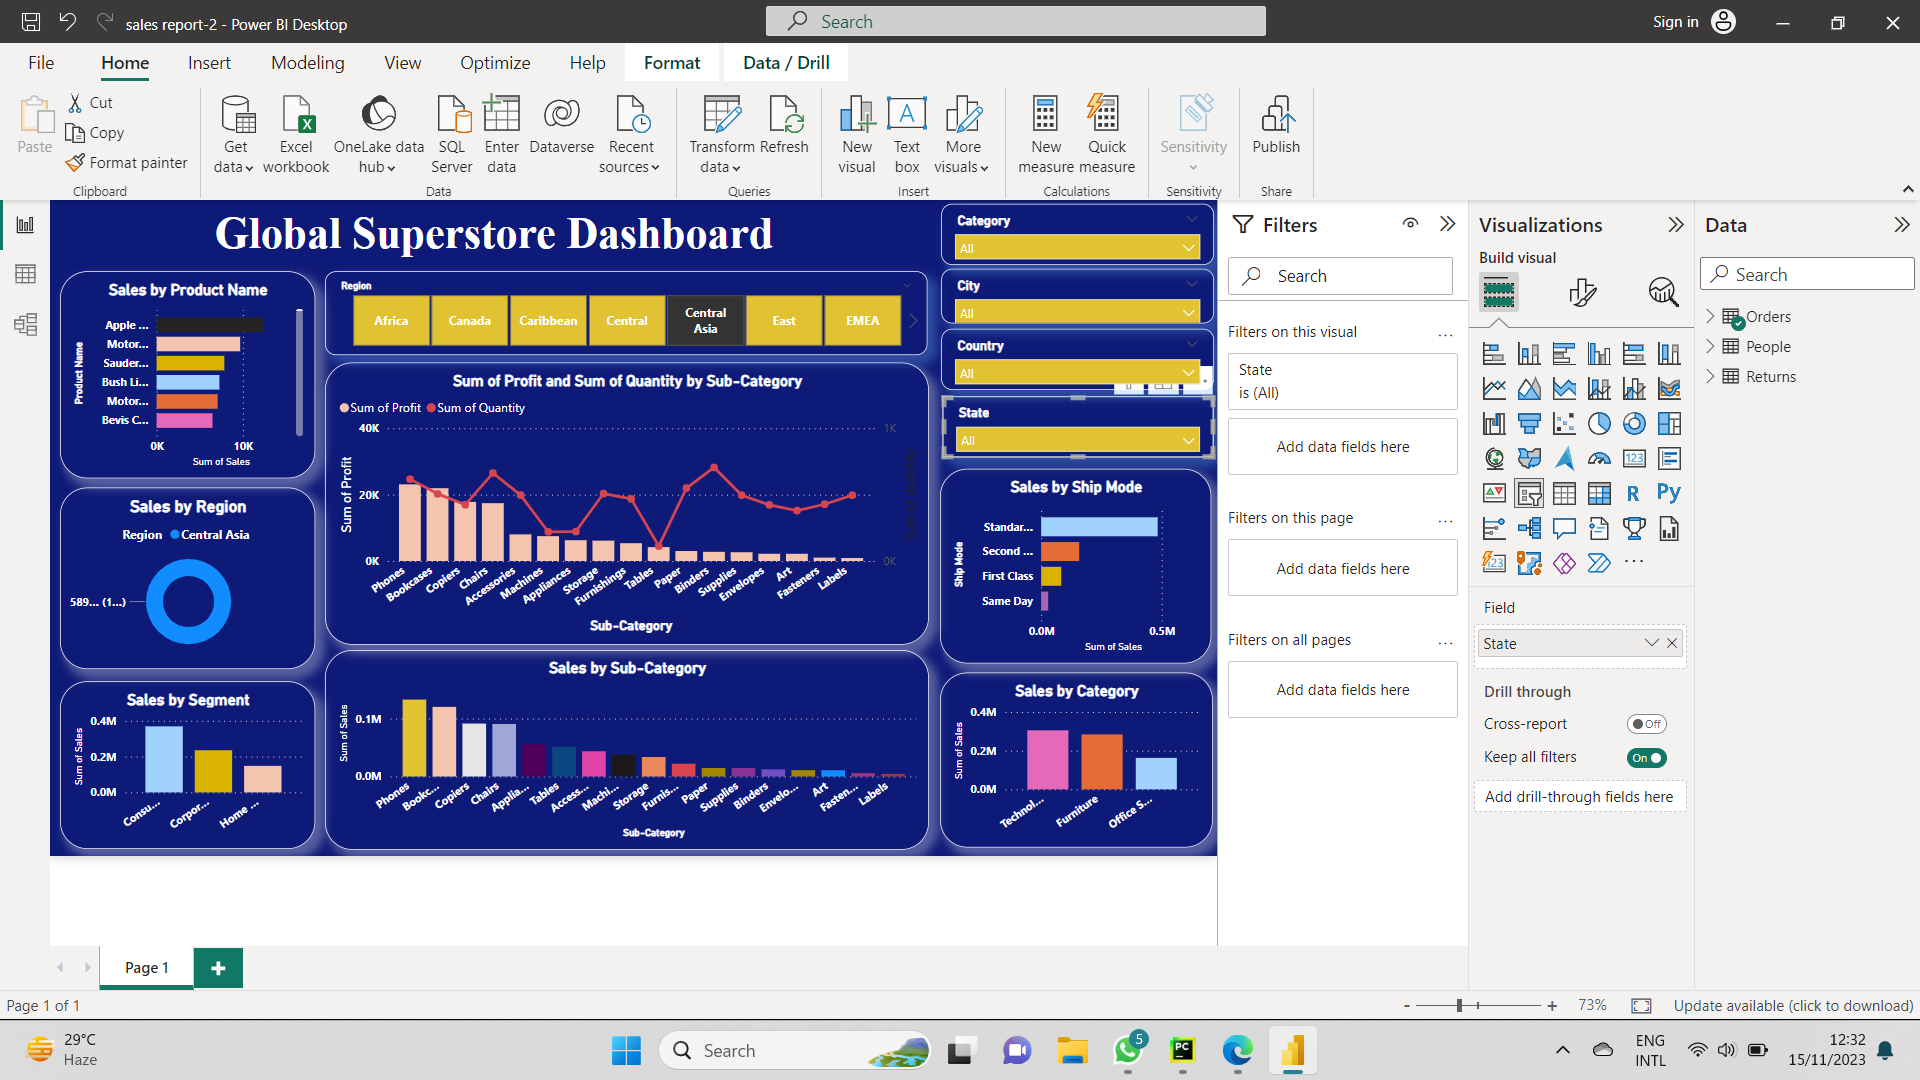 sales report-2 - Power BI Desktop
Search
Sign in
File
Home
Insert
Modeling
View
Optimize
Help
Format
Data / Drill
Paste
Cut
Copy
Format painter
Clipboard
Get
data
Excel
workbook
OneLake data
hub
SQL
Server
Enter
data
Dataverse
Recent
sources
Data
Transform
data
Refresh
Queries
New
visual
Text
box
More
visuals
Insert
New
measure
Quick
measure
Calculations
Sensitivity
Sensitivity
Publish
Share
Global Superstore Dashboard
Sales by Product Name
Product Name
Apple ...
Motor...
Sauder...
Bush Li...
Motor...
Bevis C...
0K
10K
Sum of Sales
Sales by Region
Region
Central Asia
589... (1...)
Sales by Segment
Sum of Sales
0.4M
0.2M
0.0M
Consu...
Corpor...
Home ...
Region
Africa
Canada
Caribbean
Central
Central
Asia
East
EMEA
Sum of Profit and Sum of Quantity by Sub-Category
Sum of Profit
Sum of Quantity
Sum of Profit
40K
20K
0K
1K
0K
Sum of Quantity
Phones
Bookcases
Copiers
Chairs
Accessories
Machines
Appliances
Storage
Furnishings
Tables
Paper
Binders
Supplies
Envelopes
Art
Fasteners
Labels
Sub-Category
Sales by Sub-Category
Sum of Sales
0.1M
0.0M
Phones
Bookc...
Copiers
Chairs
Applia...
Tables
Access...
Machi...
Storage
Furnis...
Paper
Supplies
Binders
Envelo...
Art
Fasten...
Labels
Sub-Category
Category
All
City
All
Country
All
State
All
Sales by Ship Mode
Ship Mode
Standar...
Second ...
First Class
Same Day
0.0M
0.5M
Sum of Sales
Sales by Category
Sum of Sales
0.4M
0.2M
0.0M
Technol...
Furniture
Office S...
Filters
Search
Filters on this visual
...
State
is (All)
Add data fields here
Filters on this page
...
Add data fields here
Filters on all pages
...
Add data fields here
Visualizations
Build visual
123
R
Py
123
...
Field
State
Drill through
Cross-report
Off
Keep all filters
On
Add drill-through fields here
Data
Search
Orders
People
Returns
Page 1
Page 1 of 1
-
+
73%
Update available (click to download)
29°C
Haze
Search
5
PC
ENG
INTL
12:32
15/11/2023